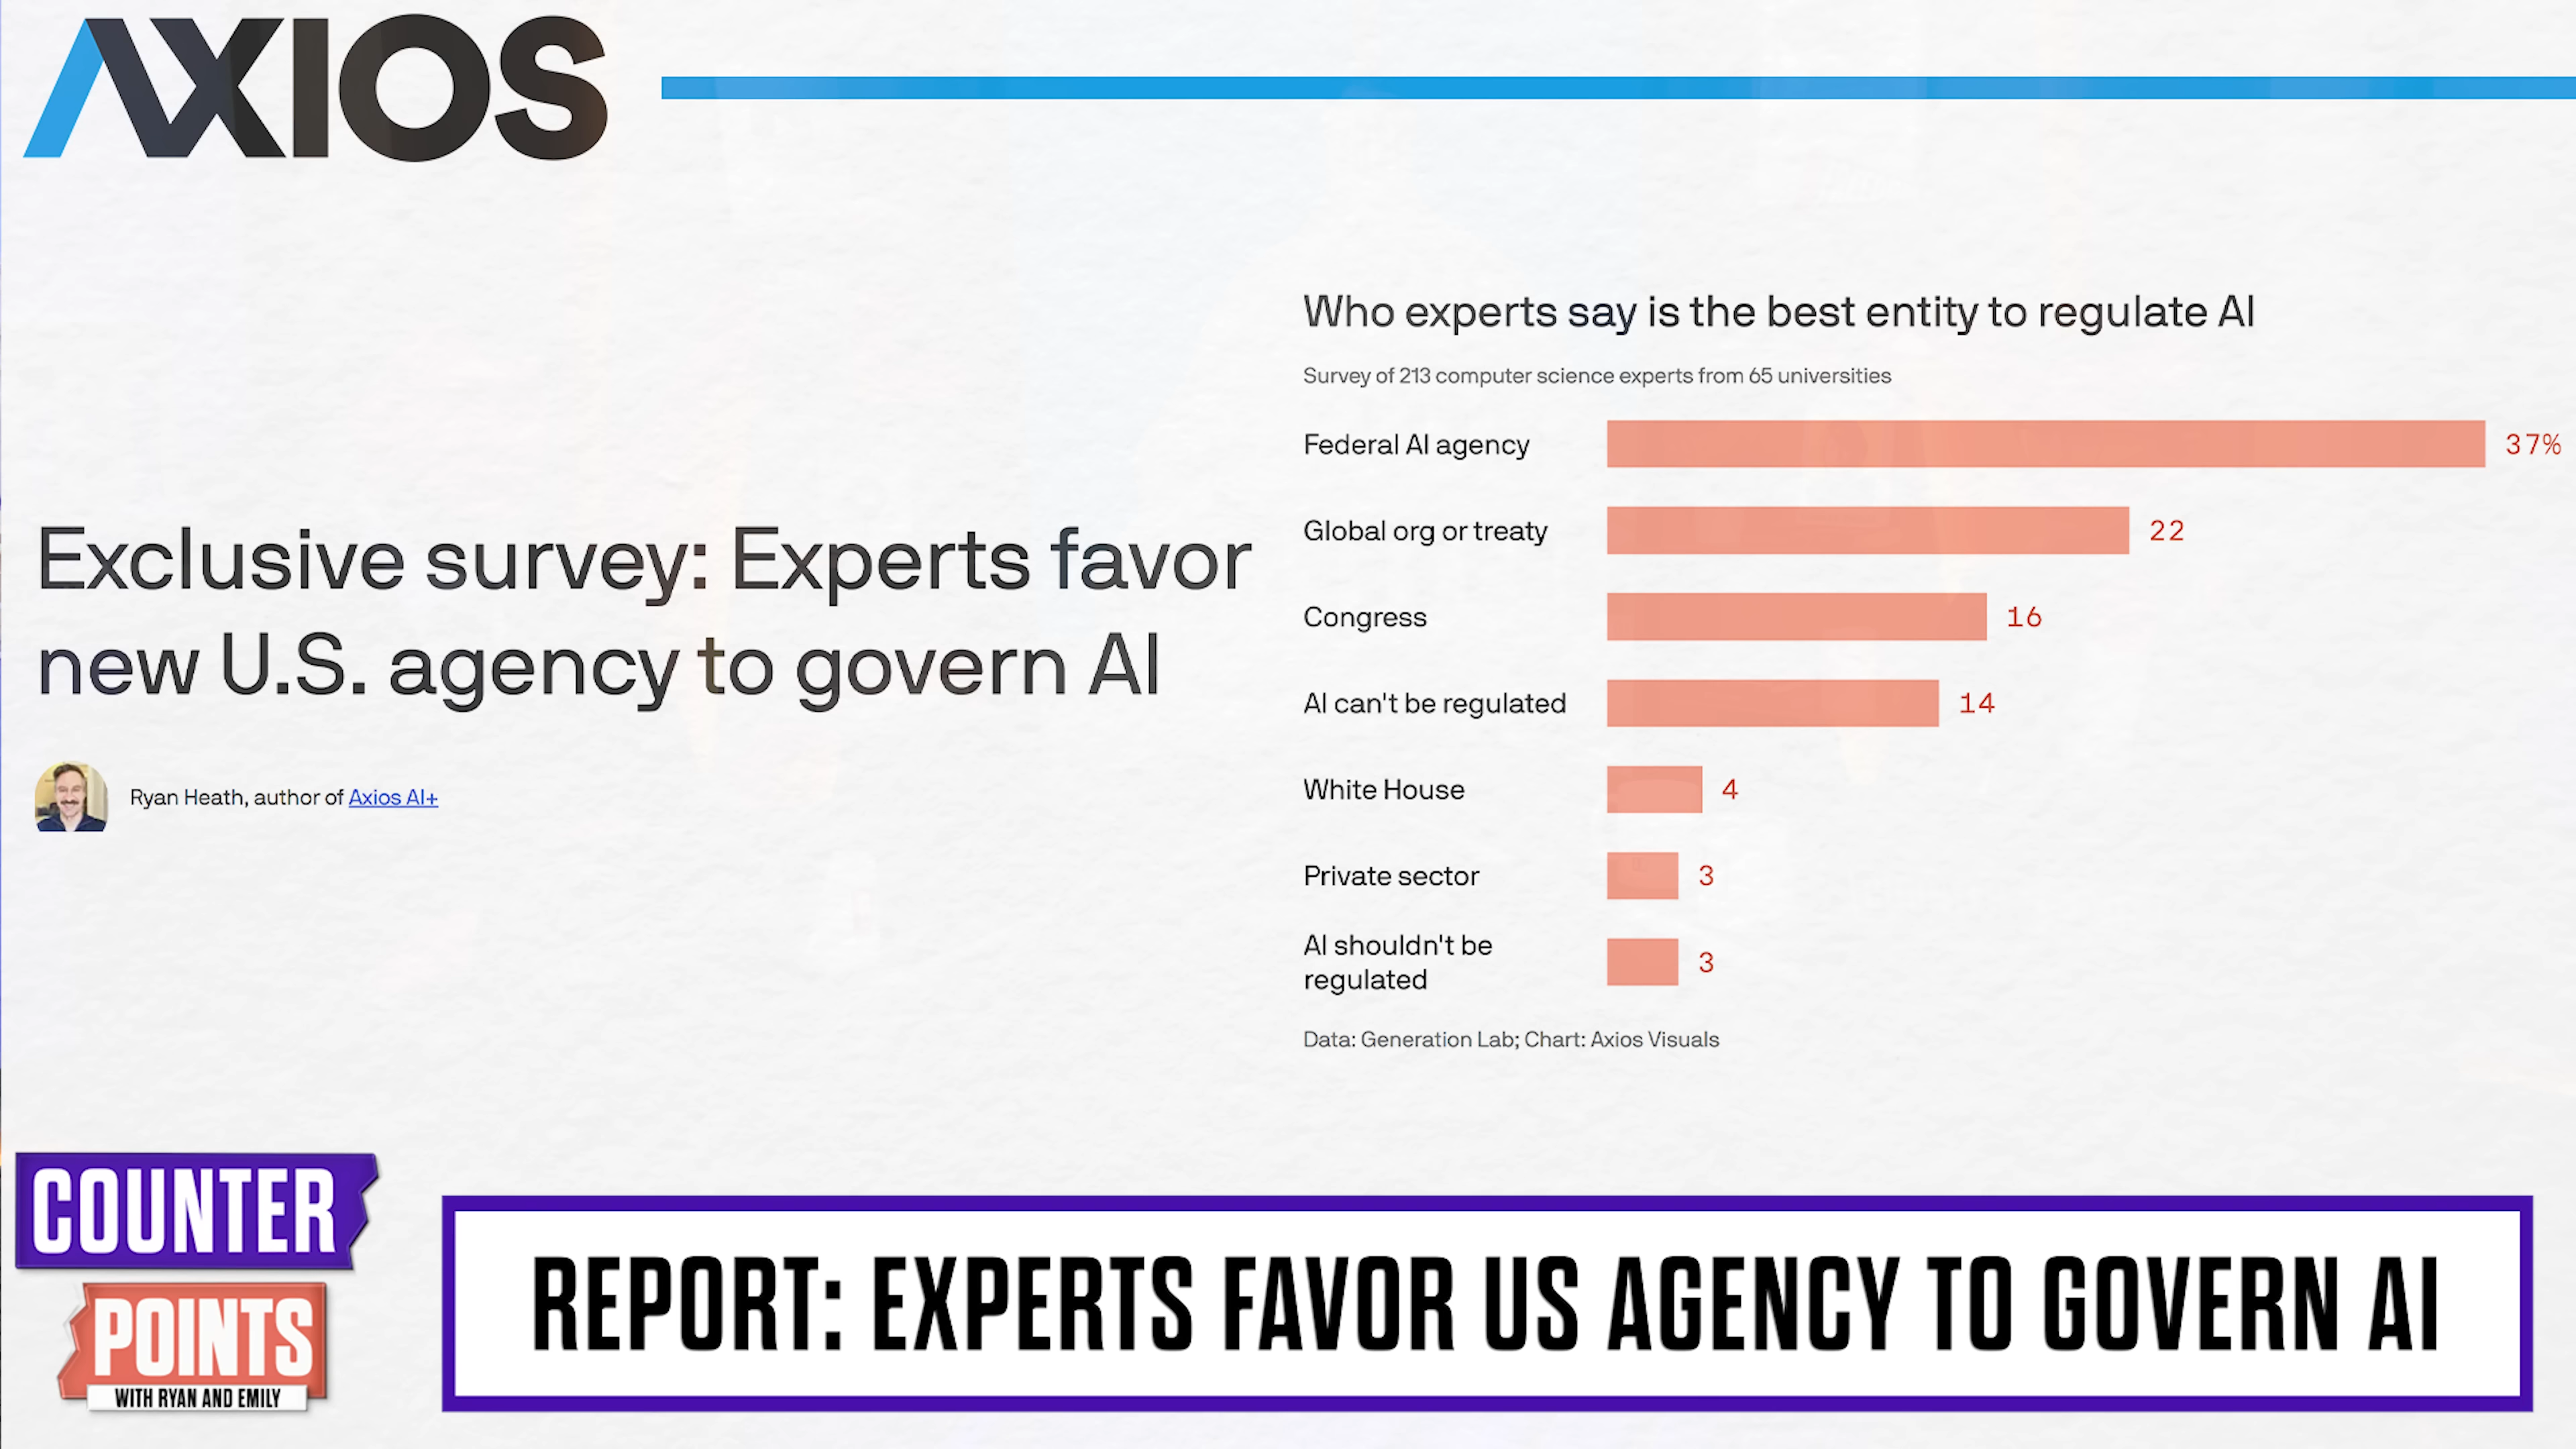 AXIOS
Exclusive survey: Experts favor
new U.S. agency to govern AI
Ryan Heath, author of Axios AI+
Who experts say is the best entity to regulate AI
Survey of 213 computer science experts from 65 universities
Federal AI agency 37%
Global org or treaty 22
Congress 16
AI can't be regulated 14
White House 4
Private sector 3
AI shouldn't be
regulated 3
Data: Generation Lab; Chart: Axios Visuals
COUNTER
POINTS
WITH RYAN AND EMILY
REPORT: EXPERTS FAVOR US AGENCY TO GOVERN AI